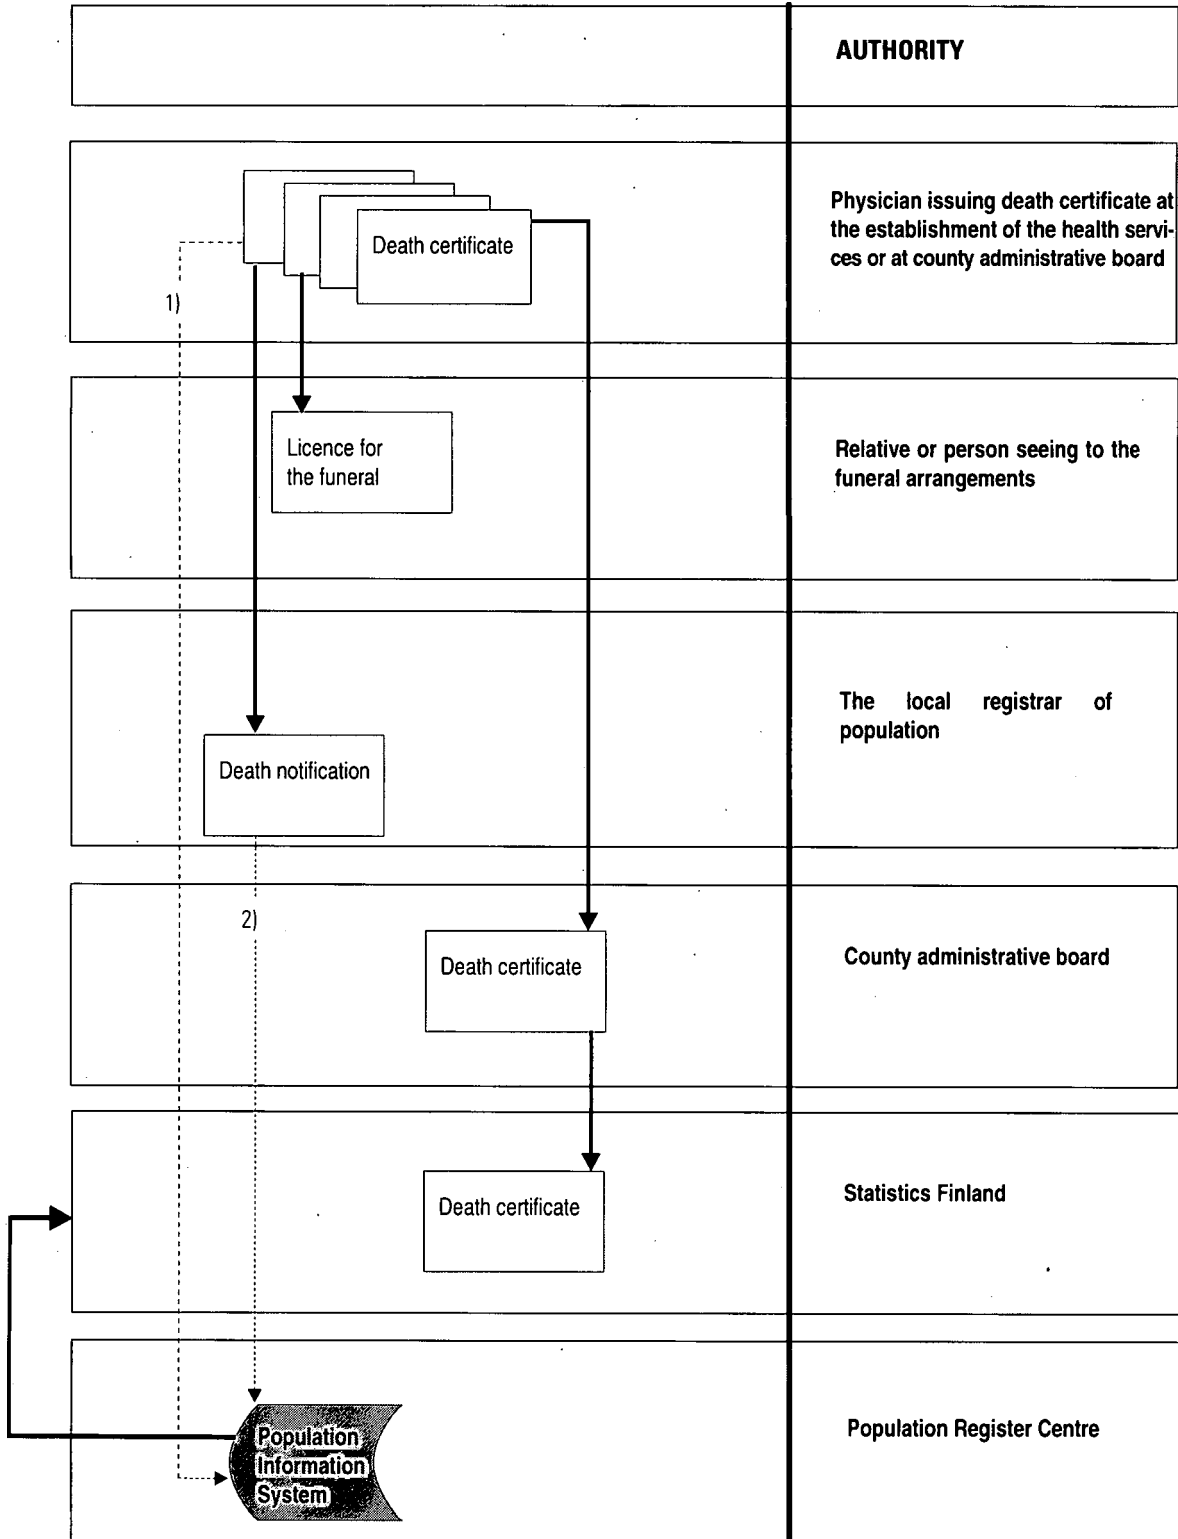 AUTHORITY
Death certificate
Physician issuing death certificate at
the establishment of the health servi-
ces or at county administrative board
1)
Licence for
the funeral
Relative or person seeing to the
funeral arrangements
The local registrar of
population
Death notification
2)
Death certificate
County administrative board
Death certificate
Statistics Finland
Population
Information
System
Population Register Centre